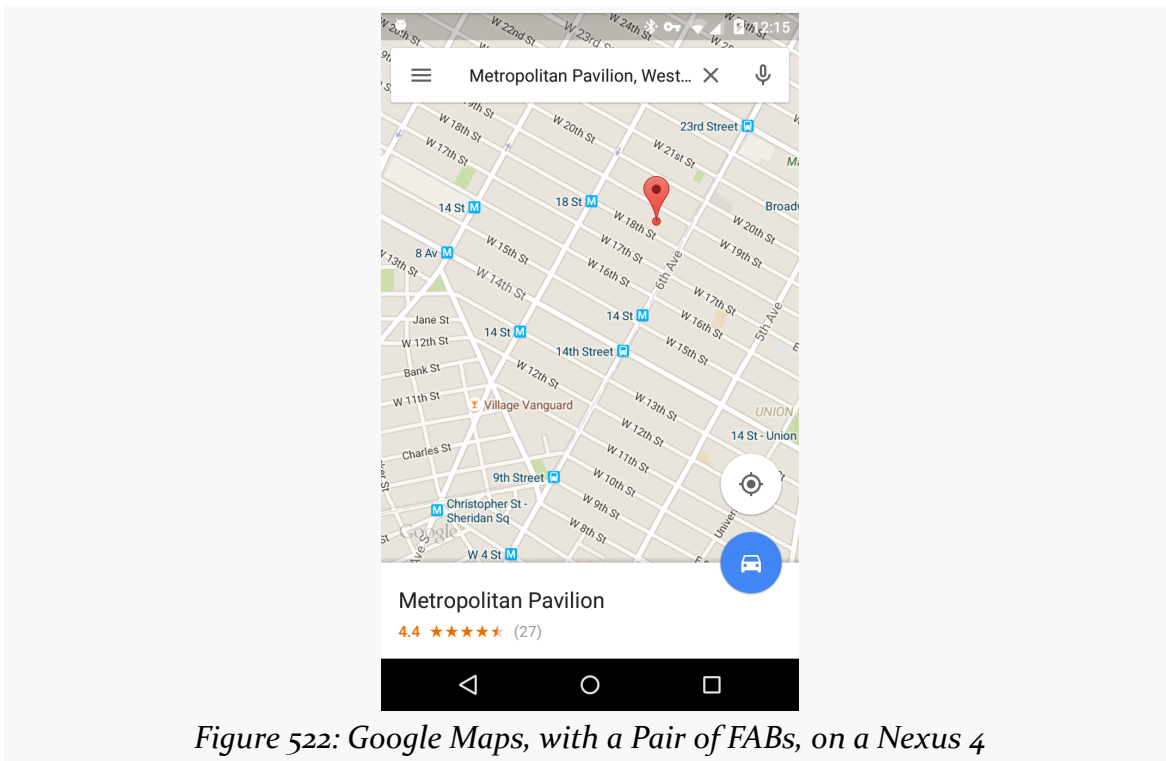 W 22nd St
W 23rd St
W 24th St
12:15
Metropolitan Pavilion, West...
W 18th St
W 20th St
23rd Street
W 17th St
W 21st St
14 St
18 St
Broadw
W 18th St
W 20th St
8 Av
W 15th St
W 17th St
W 19th St
W 13th St
W 16th St
6th Ave
W 14th St
W 17th St
14 St
W 16th St
5th Ave
Jane St
14 St
W 12th St
14th Street
W 15th St
Bank St
W 12th St
W 11th St
Village Vanguard
W 13th St
UNION
W 12th St
14 St - Union
Charles St
W 11th St
9th Street
W 10th St
Christopher St -
Sheridan Sq
W 9th St
Google
W 8th St
W 4 St
Metropolitan Pavilion
4.4 (27)
Figure 522: Google Maps, with a Pair of FABs, on a Nexus 4